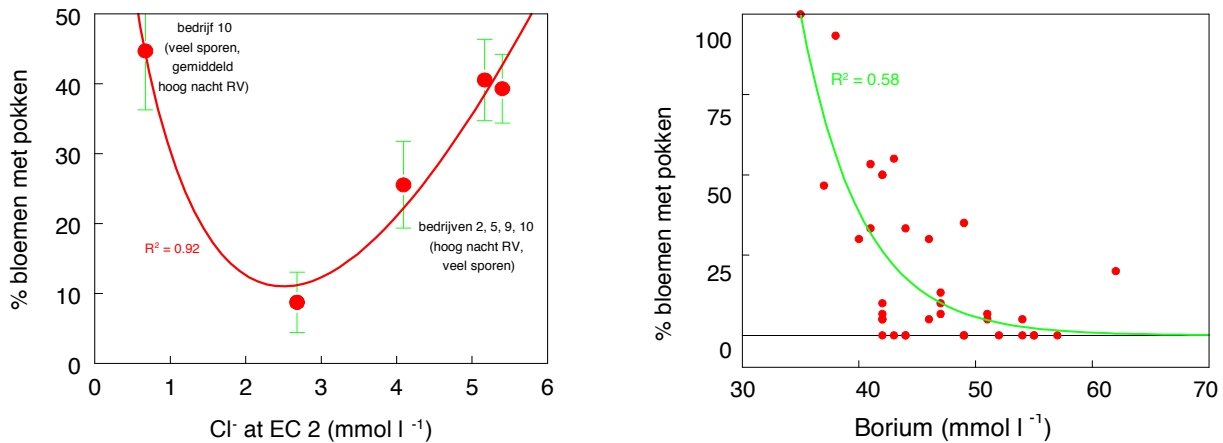 50
40
30
20
10
0
% bloemen met pokken
bedrijf 10
(veel sporen,
gemiddeld
hoog nacht RV)
R² = 0.92
bedrijven 2, 5, 9, 10
(hoog nacht RV,
veel sporen)
0 1 2 3 4 5 6
Cl⁻ at EC 2 (mmol l ⁻¹)
100
75
50
25
0
% bloemen met pokken
R² = 0.58
30 40 50 60 70
Borium (mmol l ⁻¹)